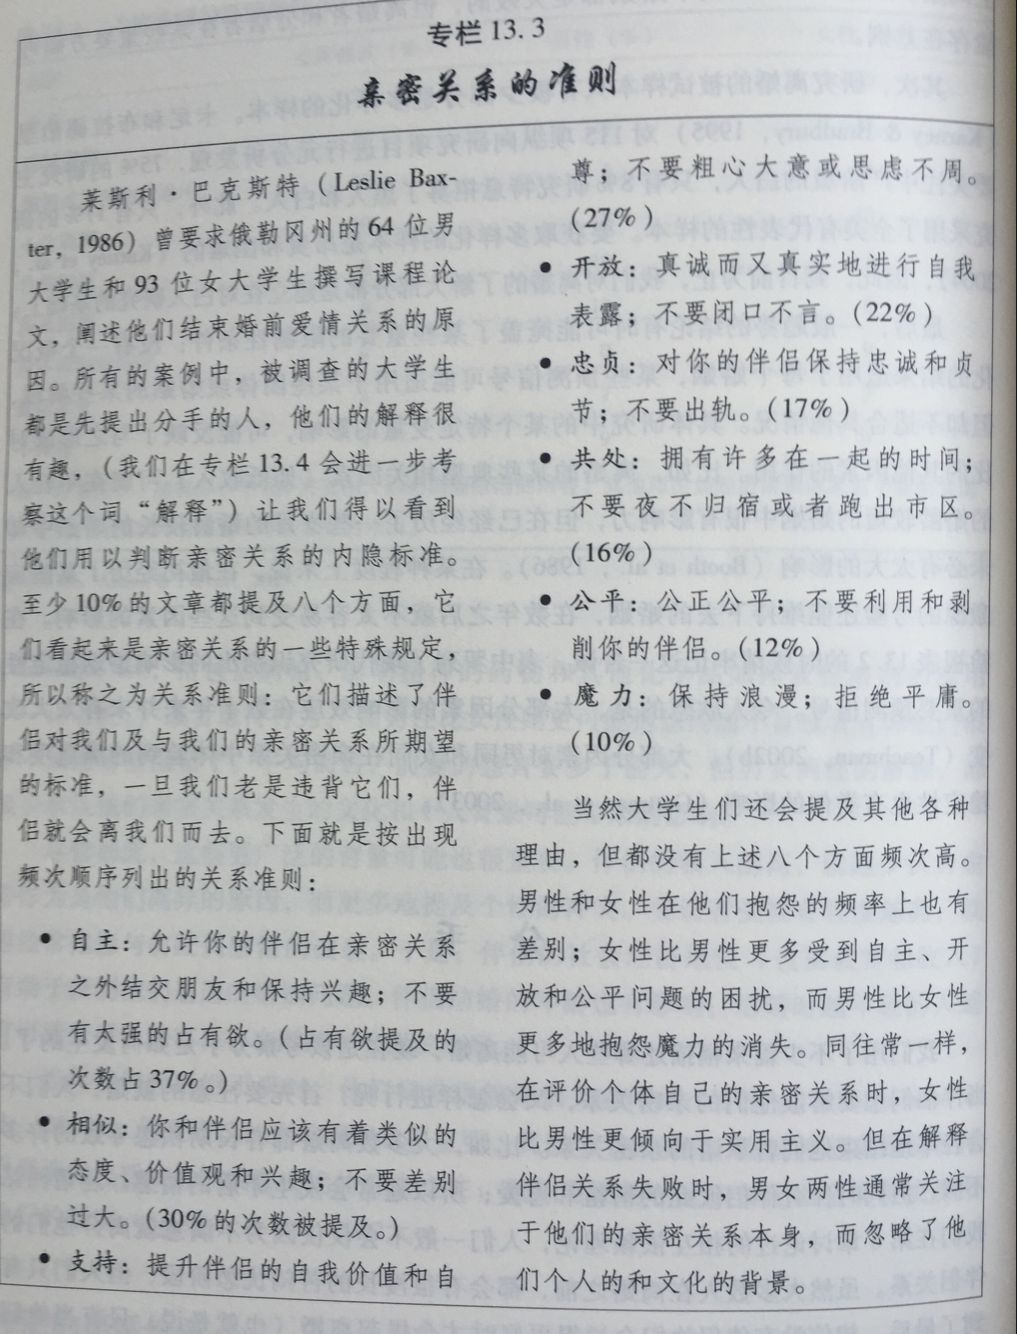 专栏13.3
亲密关系的准则
莱斯利·巴克斯特（Leslie Bax-
ter，1986）曾要求俄勒冈州的64位男
大学生和93位女大学生撰写课程论
文，阐述他们结束婚前爱情关系的原
因。所有的案例中，被调查的大学生
都是先提出分手的人，他们的解释很
有趣，（我们在专栏13.4会进一步考
察这个词“解释”）让我们得以看到
他们用以判断亲密关系的内隐标准。
至少10%的文章都提及八个方面，它
们看起来是亲密关系的一些特殊规定，
所以称之为关系准则：它们描述了伴
侣对我们及与我们的亲密关系所期望
的标准，一旦我们老是违背它们，伴
侣就会离我们而去。下面就是按出现
频次顺序列出的关系准则：
• 自主：允许你的伴侣在亲密关系
之外结交朋友和保持兴趣；不要
有太强的占有欲。（占有欲提及的
次数占37%。）
• 相似：你和伴侣应该有着类似的
态度、价值观和兴趣；不要差别
过大。（30%的次数被提及。）
• 支持：提升伴侣的自我价值和自
尊；不要粗心大意或思虑不周。
（27%）
• 开放：真诚而又真实地进行自我
表露；不要闭口不言。（22%）
• 忠贞：对你的伴侣保持忠诚和贞
节；不要出轨。（17%）
• 共处：拥有许多在一起的时间；
不要夜不归宿或者跑出市区。
（16%）
• 公平：公正公平；不要利用和剥
削你的伴侣。（12%）
• 魔力：保持浪漫；拒绝平庸。
（10%）
当然大学生们还会提及其他各种
理由，但都没有上述八个方面频次高。
男性和女性在他们抱怨的频率上也有
差别；女性比男性更多受到自主、开
放和公平问题的困扰，而男性比女性
更多地抱怨魔力的消失。同往常一样，
在评价个体自己的亲密关系时，女性
比男性更倾向于实用主义。但在解释
伴侣关系失败时，男女两性通常关注
于他们的亲密关系本身，而忽略了他
们个人的和文化的背景。